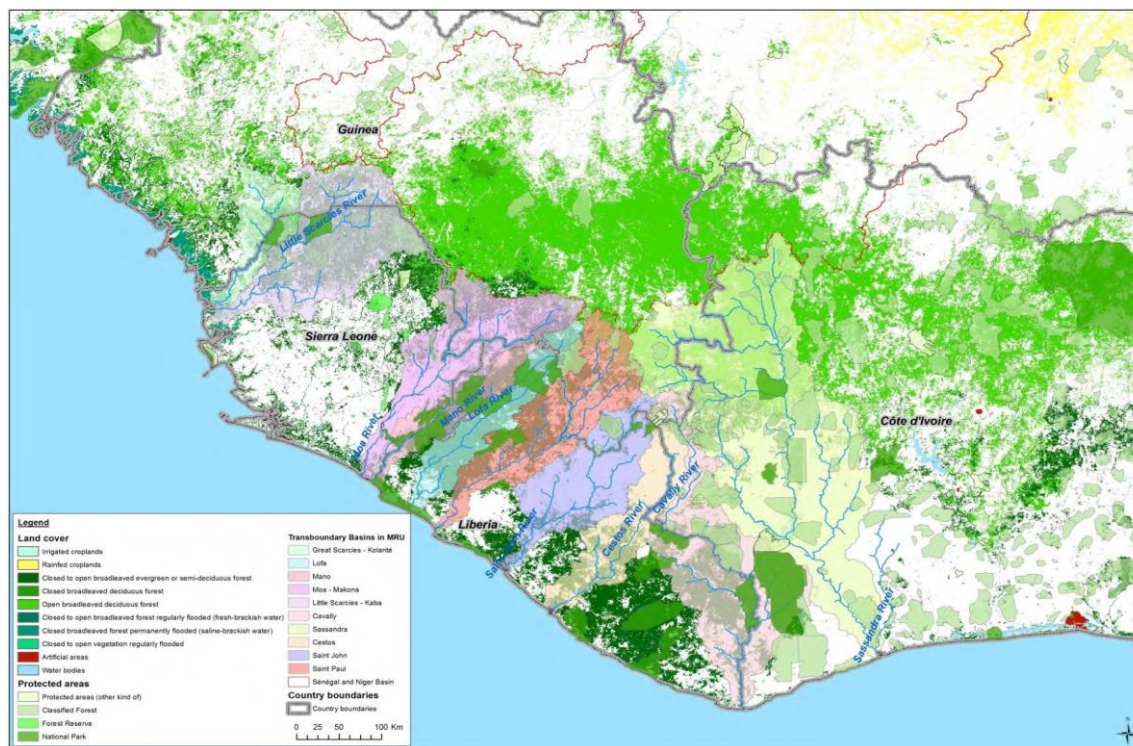 Guinea
Little Scarcies River
Sierra Leone
Mano River
Lofa River
Moa River
Côte d'Ivoire
Cavally River
Cestos River
Liberia
Sassandra River
Legend
Land cover
Irrigated croplands
Rainfed croplands
Closed to open broadleaved evergreen or semi-deciduous forest
Closed broadleaved deciduous forest
Open broadleaved deciduous forest
Closed to open broadleaved forest regularly flooded (fresh-brackish water)
Closed broadleaved forest permanently flooded (saline-brackish water)
Closed to open vegetation regularly flooded
Artificial areas
Water bodies
Protected areas
Protected areas (other kind of)
Classified Forest
Forest Reserve
National Park
Transboundary Basins in MRU
Great Scarcies - Kolanté
Lofa
Mano
Moa - Makona
Little Scarcies - Kaba
Cavally
Sassandra
Cestos
Saint John
Saint Paul
Sénégal and Niger Basin
Country boundaries
Country boundaries
0 25 50 100 Km
N